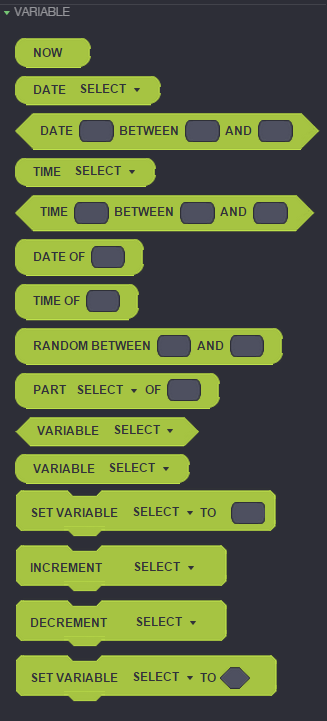 VARIABLE
NOW
DATE SELECT
DATE BETWEEN AND
TIME SELECT
TIME BETWEEN AND
DATE OF
TIME OF
RANDOM BETWEEN AND
PART SELECT OF
VARIABLE SELECT
VARIABLE SELECT
SET VARIABLE SELECT TO
INCREMENT SELECT
DECREMENT SELECT
SET VARIABLE SELECT TO